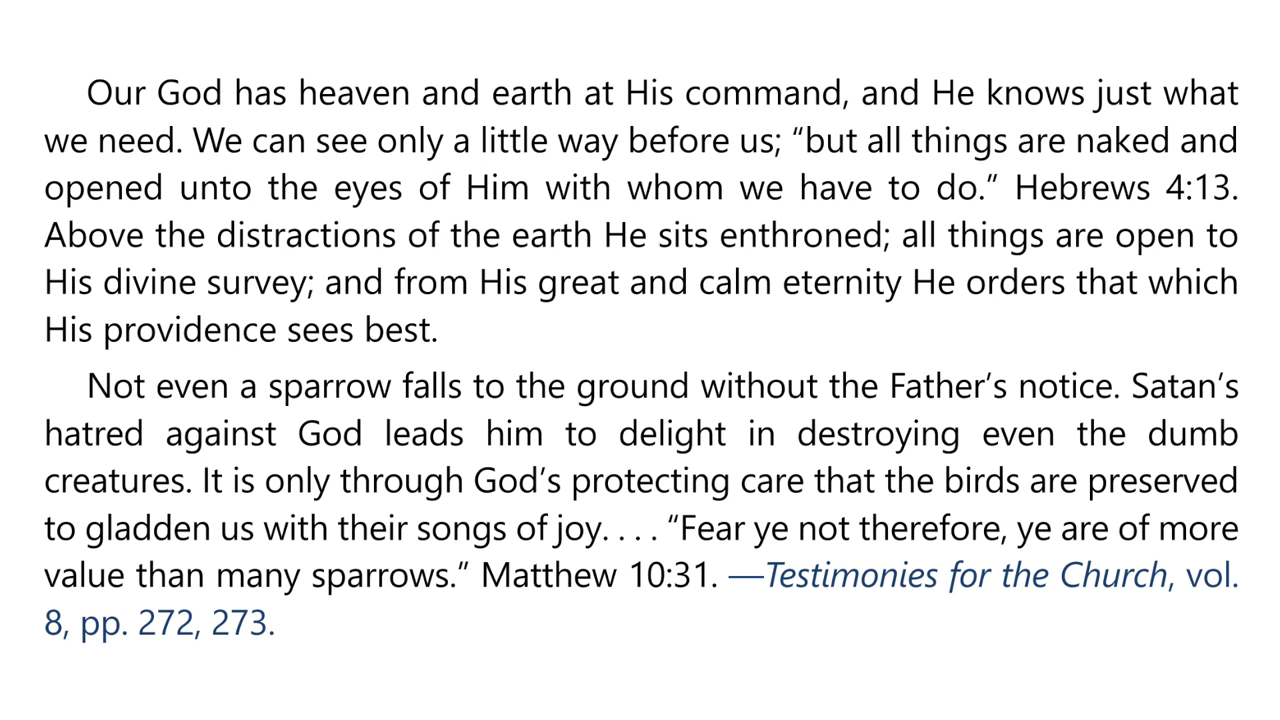 Our God has heaven and earth at His command, and He knows just what
we need. We can see only a little way before us; “but all things are naked and
opened unto the eyes of Him with whom we have to do.” Hebrews 4:13.
Above the distractions of the earth He sits enthroned; all things are open to
His divine survey; and from His great and calm eternity He orders that which
His providence sees best.
Not even a sparrow falls to the ground without the Father’s notice. Satan’s
hatred against God leads him to delight in destroying even the dumb
creatures. It is only through God’s protecting care that the birds are preserved
to gladden us with their songs of joy. . . . “Fear ye not therefore, ye are of more
value than many sparrows.” Matthew 10:31. —Testimonies for the Church, vol.
8, pp. 272, 273.